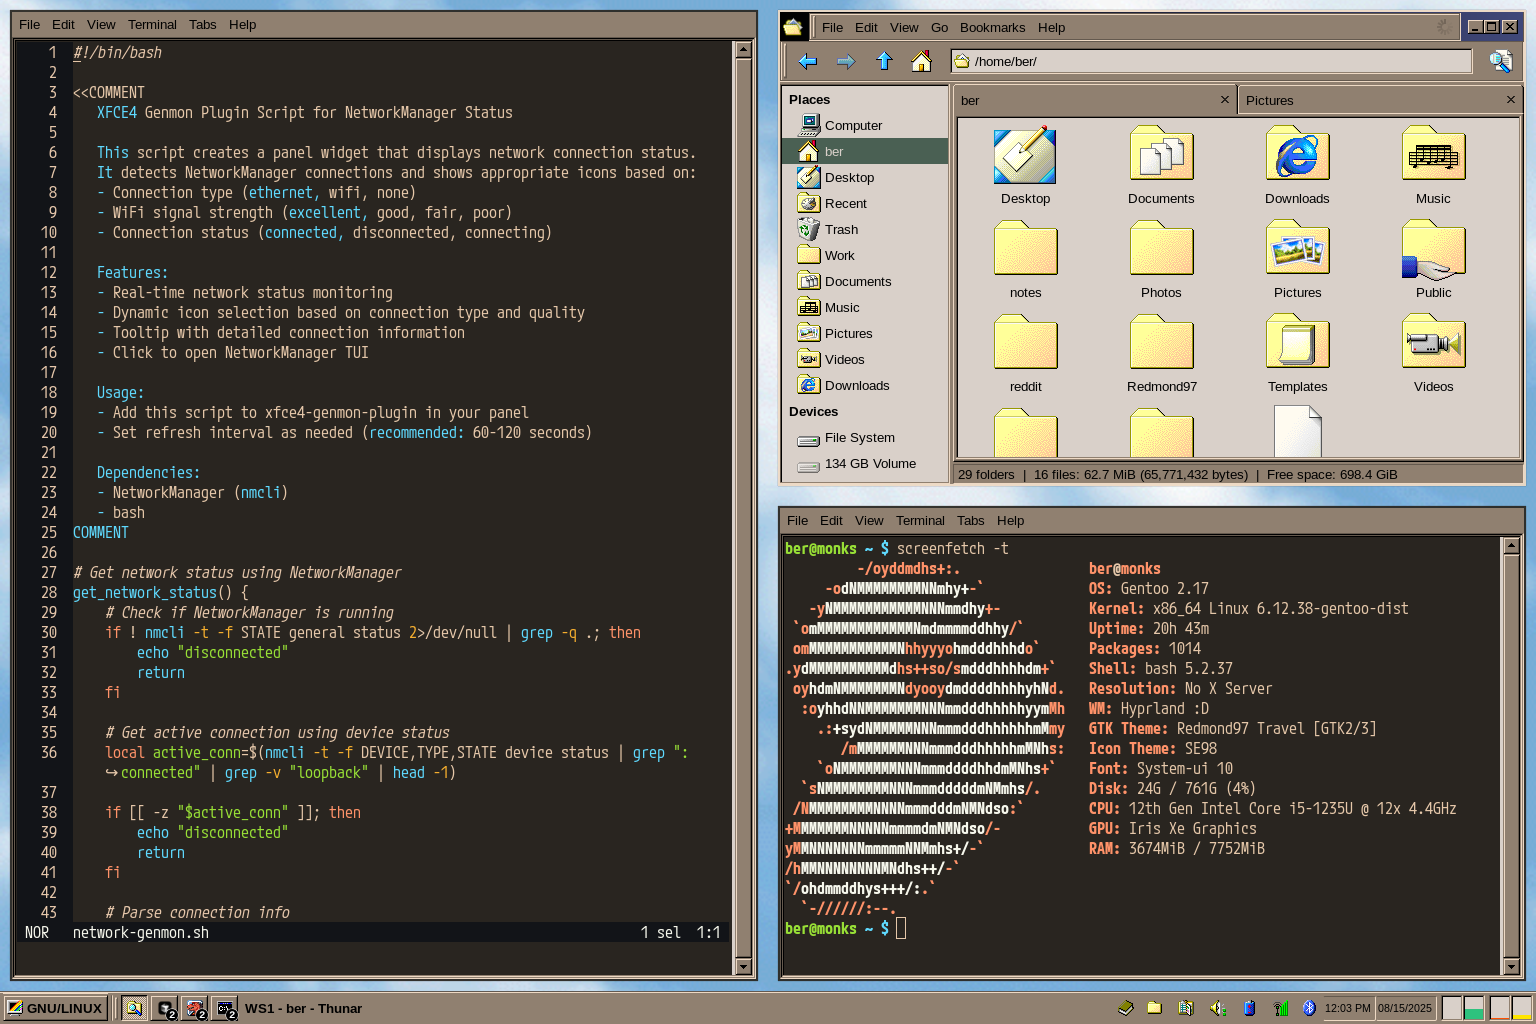 File Edit View Terminal Tabs Help
1 #!/bin/bash
2
3 <<COMMENT
4 XFCE4 Genmon Plugin Script for NetworkManager Status
5
6 This script creates a panel widget that displays network connection status.
7 It detects NetworkManager connections and shows appropriate icons based on:
8 - Connection type (ethernet, wifi, none)
9 - WiFi signal strength (excellent, good, fair, poor)
10 - Connection status (connected, disconnected, connecting)
11
12 Features:
13 - Real-time network status monitoring
14 - Dynamic icon selection based on connection type and quality
15 - Tooltip with detailed connection information
16 - Click to open NetworkManager TUI
17
18 Usage:
19 - Add this script to xfce4-genmon-plugin in your panel
20 - Set refresh interval as needed (recommended: 60-120 seconds)
21
22 Dependencies:
23 - NetworkManager (nmcli)
24 - bash
25 COMMENT
26
27 # Get network status using NetworkManager
28 get_network_status() {
29 # Check if NetworkManager is running
30 if ! nmcli -t -f STATE general status 2>/dev/null | grep -q .; then
31 echo "disconnected"
32 return
33 fi
34
35 # Get active connection using device status
36 local active_conn=$(nmcli -t -f DEVICE,TYPE,STATE device status | grep ":
↪connected" | grep -v "loopback" | head -1)
37
38 if [[ -z "$active_conn" ]]; then
39 echo "disconnected"
40 return
41 fi
42
43 # Parse connection info
NOR network-genmon.sh 1 sel 1:1
File Edit View Go Bookmarks Help
/home/ber/
Places
Computer
ber
Desktop
Recent
Trash
Work
Documents
Music
Pictures
Videos
Downloads
Devices
File System
134 GB Volume
ber Pictures
Desktop Documents Downloads Music
notes Photos Pictures Public
reddit Redmond97 Templates Videos
29 folders | 16 files: 62.7 MiB (65,771,432 bytes) | Free space: 698.4 GiB
File Edit View Terminal Tabs Help
ber@monks ~ $ screenfetch -t
-/oyddmdhs+:. ber@monks
-odNMMMMMMMMNNmhy+-` OS: Gentoo 2.17
-yNMMMMMMMMMMMNNNmmdhy+- Kernel: x86_64 Linux 6.12.38-gentoo-dist
`omMMMMMMMMMMMMNmdmmmmddhhy/` Uptime: 20h 43m
omMMMMMMMMMMMNhhyyyohmdddhhhdo` Packages: 1014
.ydMMMMMMMMMMdhs++so/smdddhhhhdm+` Shell: bash 5.2.37
oyhdmNMMMMMMMNdyooydmddddhhhhyhNd. Resolution: No X Server
:oyhhdNNMMMMMMMNNNmmdddhhhhhyymMh WM: Hyprland :D
.:+sydNMMMMMNNNmmmdddhhhhhhmMmy GTK Theme: Redmond97 Travel [GTK2/3]
/mMMMMMMNNNmmmdddhhhhhmMNhs: Icon Theme: SE98
`oNMMMMMMMNNNmmmddddhhdmMNhs+` Font: System-ui 10
`sNMMMMMMMMNNNmmmdddddmNMmhs/. Disk: 24G / 761G (4%)
/NMMMMMMMMNNNNmmmdddmNMNdso:` CPU: 12th Gen Intel Core i5-1235U @ 12x 4.4GHz
+MMMMMMMNNNNNmmmmdmNMNdso/- GPU: Iris Xe Graphics
yMMNNNNNNNmmmmmNNMmhs+/-` RAM: 3674MiB / 7752MiB
/hMMNNNNNNNNMNdhs++/-`
`/ohdmmddhys+++/:.`
`-//////:--.
ber@monks ~ $
GNU/LINUX 2 2 2 WS1 - ber - Thunar 12:03 PM 08/15/2025